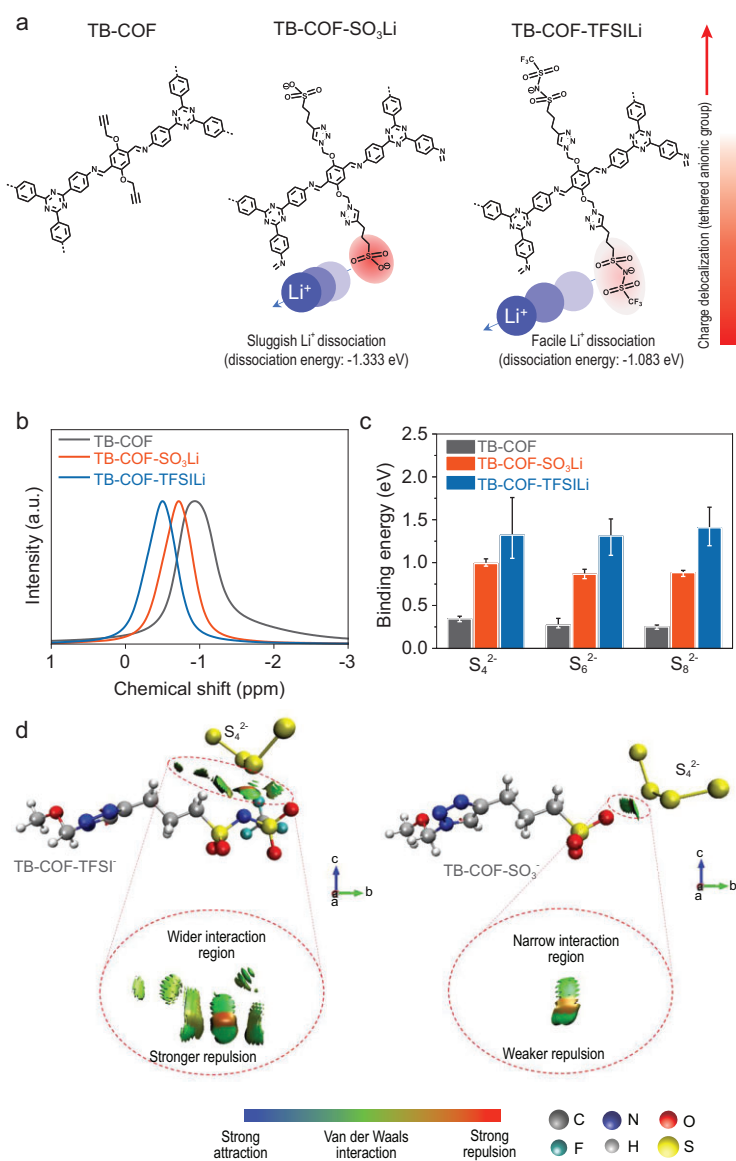 a
TB-COF
TB-COF-SO₃Li
TB-COF-TFSILi
Li⁺
Li⁺
Sluggish Li⁺ dissociation
(dissociation energy: -1.333 eV)
Facile Li⁺ dissociation
(dissociation energy: -1.083 eV)
Charge delocalization (tethered anionic group)
b
TB-COF
TB-COF-SO₃Li
TB-COF-TFSILi
Intensity (a.u.)
1 0 -1 -2 -3
Chemical shift (ppm)
c
TB-COF
TB-COF-SO₃Li
TB-COF-TFSILi
Binding energy (eV)
2.5
2.0
1.5
1.0
0.5
0
S₄²⁻ S₆²⁻ S₈²⁻
d
S₄²⁻
TB-COF-TFSI⁻
c
b
a
Wider interaction
region
Stronger repulsion
S₄²⁻
TB-COF-SO₃⁻
c
b
a
Narrow interaction
region
Weaker repulsion
Strong
attraction
Van der Waals
interaction
Strong
repulsion
C N O
F H S